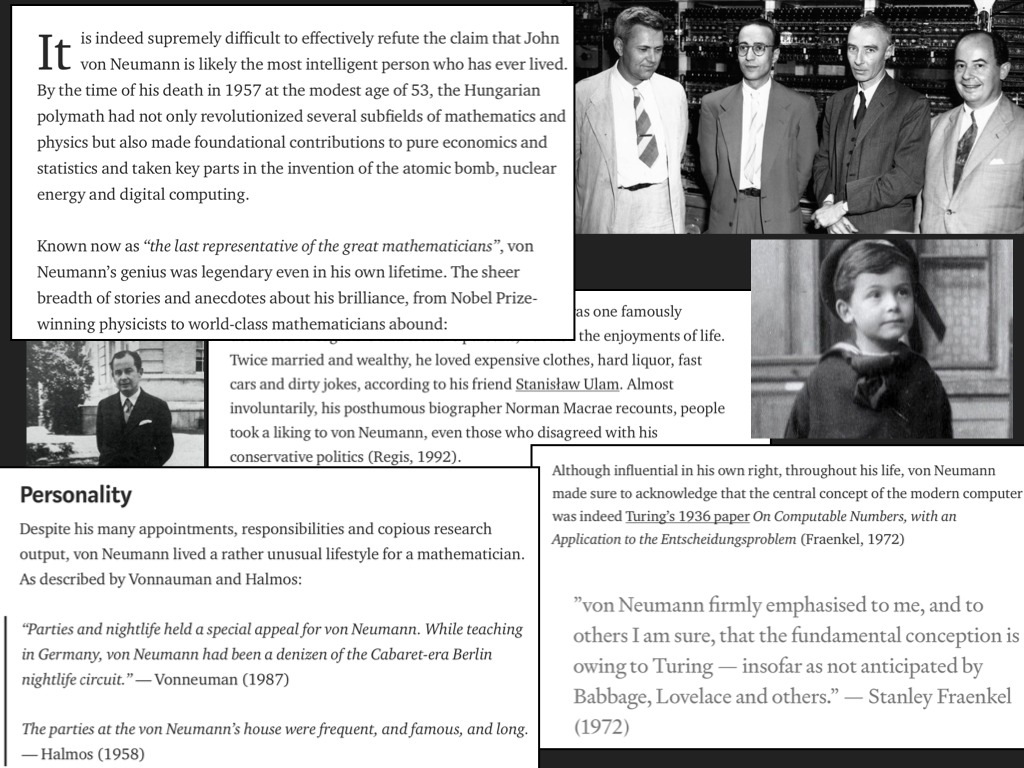 It is indeed supremely difficult to effectively refute the claim that John
von Neumann is likely the most intelligent person who has ever lived.
By the time of his death in 1957 at the modest age of 53, the Hungarian
polymath had not only revolutionized several subfields of mathematics and
physics but also made foundational contributions to pure economics and
statistics and taken key parts in the invention of the atomic bomb, nuclear
energy and digital computing.
Known now as “the last representative of the great mathematicians”, von
Neumann’s genius was legendary even in his own lifetime. The sheer
breadth of stories and anecdotes about his brilliance, from Nobel Prize-
winning physicists to world-class mathematicians abound:
as one famously
the enjoyments of life.
Twice married and wealthy, he loved expensive clothes, hard liquor, fast
cars and dirty jokes, according to his friend Stanisław Ulam. Almost
involuntarily, his posthumous biographer Norman Macrae recounts, people
took a liking to von Neumann, even those who disagreed with his
conservative politics (Regis, 1992).
Personality
Despite his many appointments, responsibilities and copious research
output, von Neumann lived a rather unusual lifestyle for a mathematician.
As described by Vonnauman and Halmos:
“Parties and nightlife held a special appeal for von Neumann. While teaching
in Germany, von Neumann had been a denizen of the Cabaret-era Berlin
nightlife circuit.” — Vonneuman (1987)
The parties at the von Neumann’s house were frequent, and famous, and long.
— Halmos (1958)
Although influential in his own right, throughout his life, von Neumann
made sure to acknowledge that the central concept of the modern computer
was indeed Turing’s 1936 paper On Computable Numbers, with an
Application to the Entscheidungsproblem (Fraenkel, 1972)
”von Neumann firmly emphasised to me, and to
others I am sure, that the fundamental conception is
owing to Turing — insofar as not anticipated by
Babbage, Lovelace and others.” — Stanley Fraenkel
(1972)